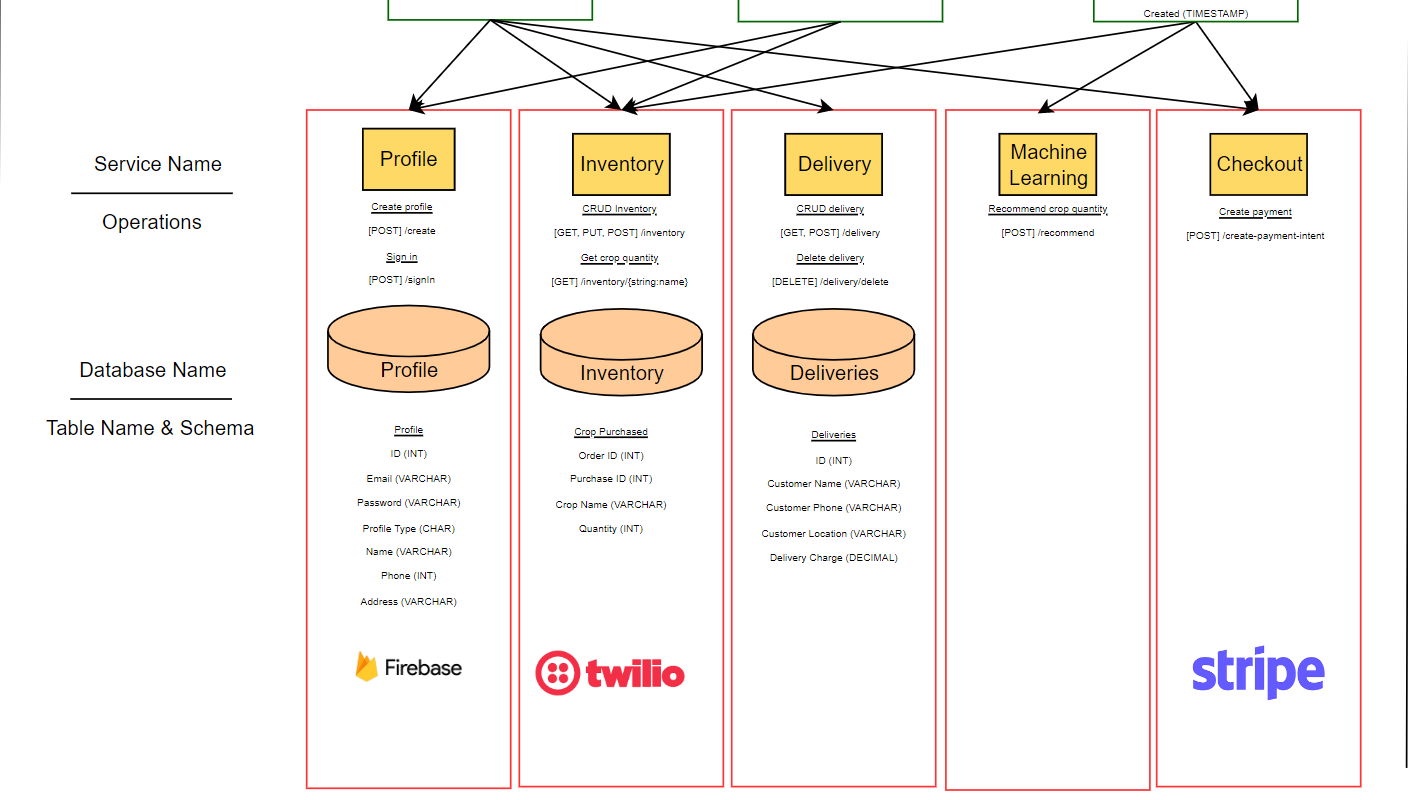 Created (TIMESTAMP)
Service Name
Operations
Database Name
Table Name & Schema
Profile
Create profile
[POST] /create
Sign in
[POST] /signIn
Profile
Profile
ID (INT)
Email (VARCHAR)
Password (VARCHAR)
Profile Type (CHAR)
Name (VARCHAR)
Phone (INT)
Address (VARCHAR)
Firebase
Inventory
CRUD Inventory
[GET, PUT, POST] /inventory
Get crop quantity
[GET] /inventory/{string:name}
Inventory
Crop Purchased
Order ID (INT)
Purchase ID (INT)
Crop Name (VARCHAR)
Quantity (INT)
twilio
Delivery
CRUD delivery
[GET, POST] /delivery
Delete delivery
[DELETE] /delivery/delete
Deliveries
Deliveries
ID (INT)
Customer Name (VARCHAR)
Customer Phone (VARCHAR)
Customer Location (VARCHAR)
Delivery Charge (DECIMAL)
Machine
Learning
Recommend crop quantity
[POST] /recommend
Checkout
Create payment
[POST] /create-payment-intent
stripe